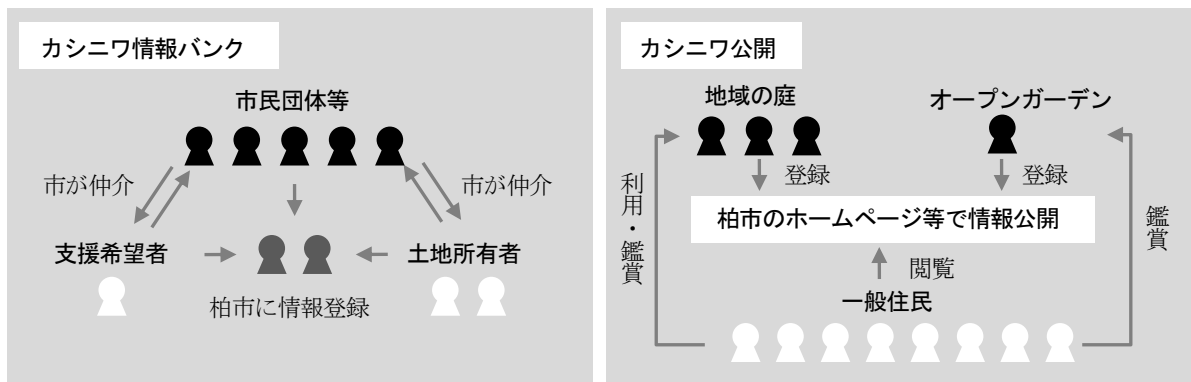 カシニワ情報バンク
市民団体等
市が仲介
市が仲介
支援希望者
土地所有者
柏市に情報登録
カシニワ公開
地域の庭
オープンガーデン
登録
登録
利用・鑑賞
柏市のホームページ等で情報公開
鑑賞
閲覧
一般住民